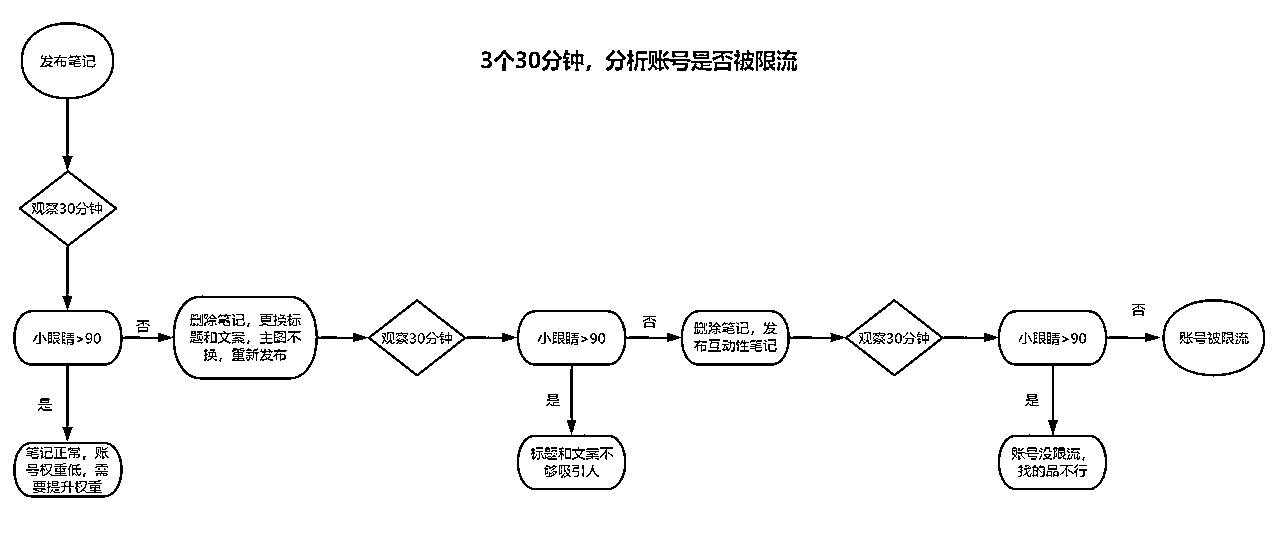 3个30分钟，分析账号是否被限流
发布笔记
观察30分钟
小眼睛>90
否
是
笔记正常，账
号权重低，需
要提升权重
删除笔记，更换标
题和文案，主图不
换，重新发布
观察30分钟
小眼睛>90
否
是
标题和文案不
够吸引人
删除笔记，发
布互动性笔记
观察30分钟
小眼睛>90
否
是
账号没限流，
找的品不行
账号被限流